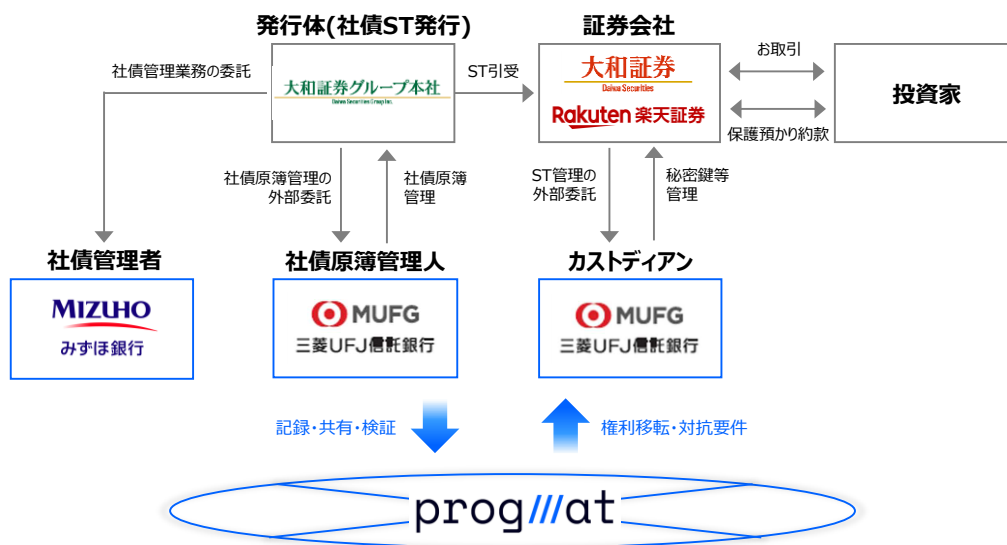 発行体(社債ST発行)
証券会社
社債管理業務の委託
大和証券グループ本社
Daiwa Securities Group Inc.
ST引受
大和証券
Daiwa Securities
Rakuten 楽天証券
お取引
保護預かり約款
投資家
社債原簿管理の
外部委託
社債原簿
管理
ST管理の
外部委託
秘密鍵等
管理
社債管理者
社債原簿管理人
カストディアン
MIZUHO
みずほ銀行
MUFG
三菱UFJ信託銀行
MUFG
三菱UFJ信託銀行
記録・共有・検証
権利移転・対抗要件
progmat